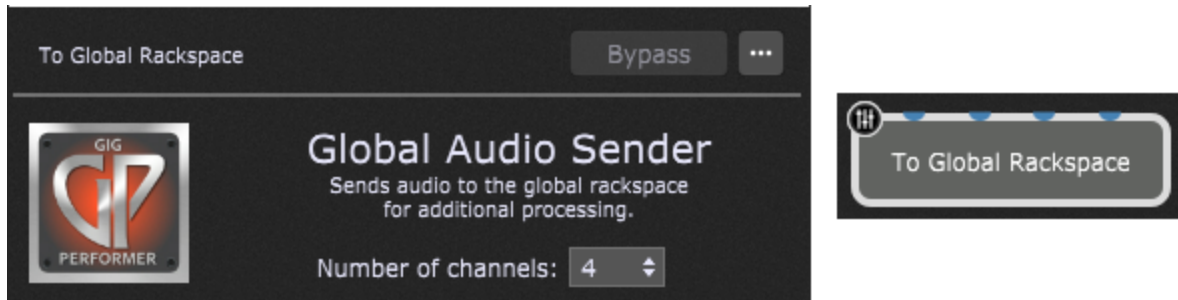 To Global Rackspace
Bypass
...
GIG
GP
PERFORMER
Global Audio Sender
Sends audio to the global rackspace
for additional processing.
Number of channels: 4
To Global Rackspace